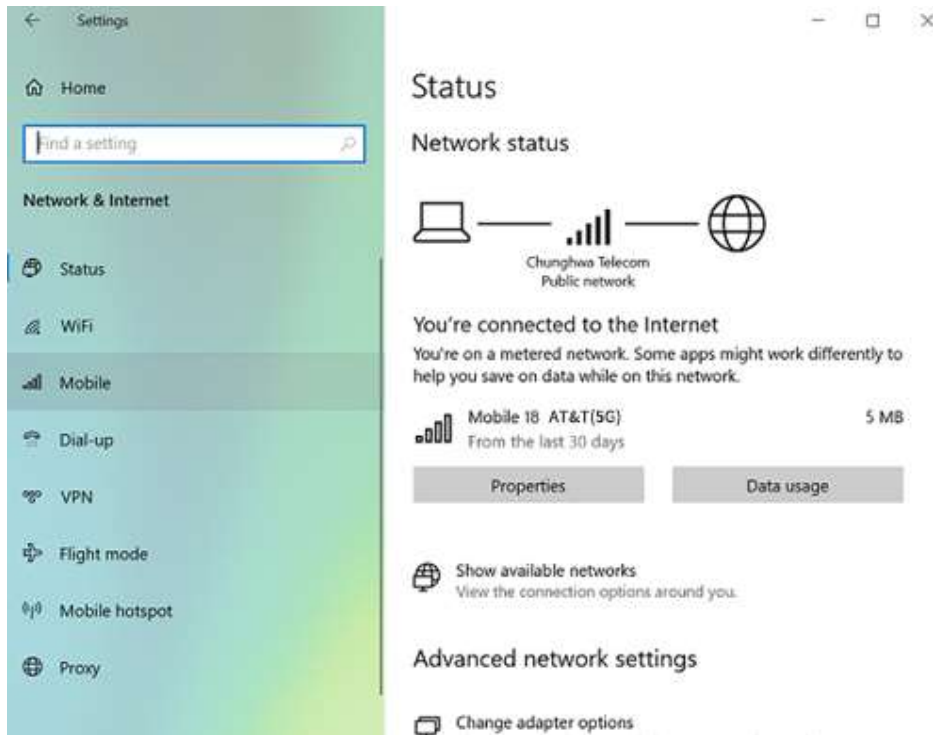 Settings
Home
Find a setting
Network & Internet
Status
WiFi
Mobile
Dial-up
VPN
Flight mode
Mobile hotspot
Proxy
Status
Network status
Chunghwa Telecom
Public network
You're connected to the Internet
You're on a metered network. Some apps might work differently to
help you save on data while on this network.
Mobile 18 AT&T(5G)
5 MB
From the last 30 days
Properties
Data usage
Show available networks
View the connection options around you.
Advanced network settings
Change adapter options